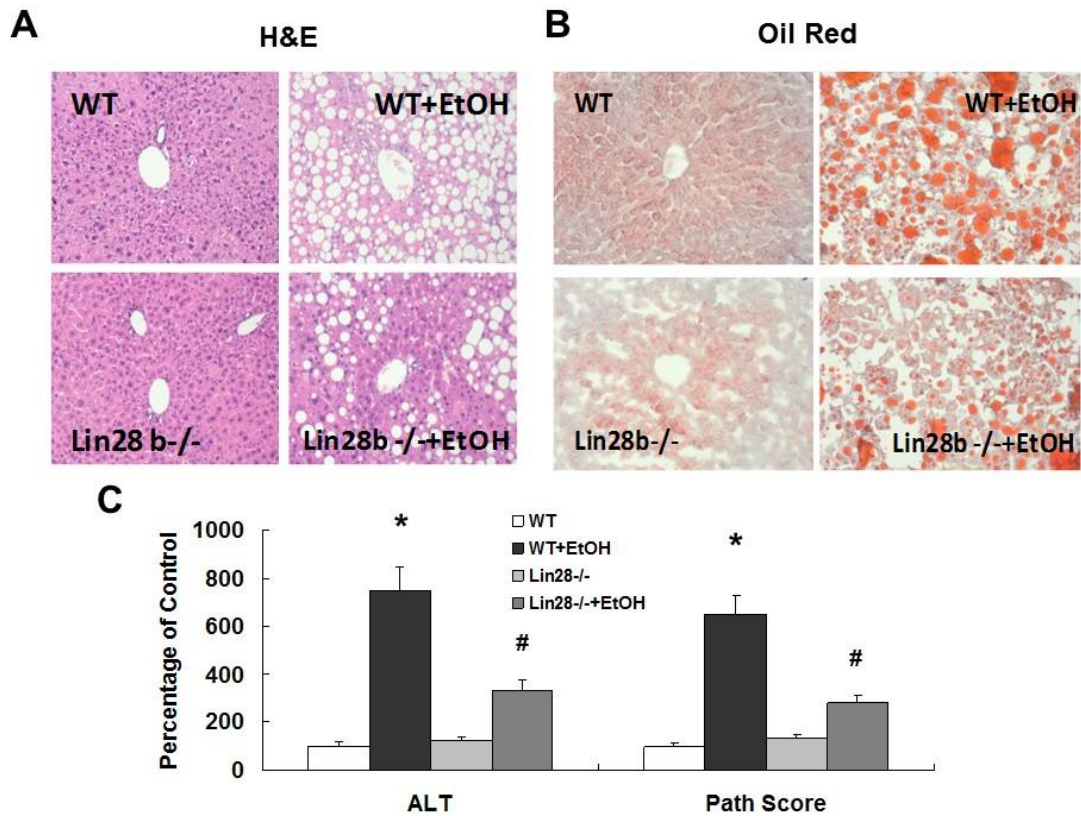 A
H&E
WT
WT+EtOH
Lin28 b-/-
Lin28b -/-+EtOH
B
Oil Red
WT
WT+EtOH
Lin28b-/-
Lin28b -/-+EtOH
C
Percentage of Control
1000
800
600
400
200
0
*
#
*
#
WT
WT+EtOH
Lin28-/-
Lin28-/-+EtOH
ALT
Path Score